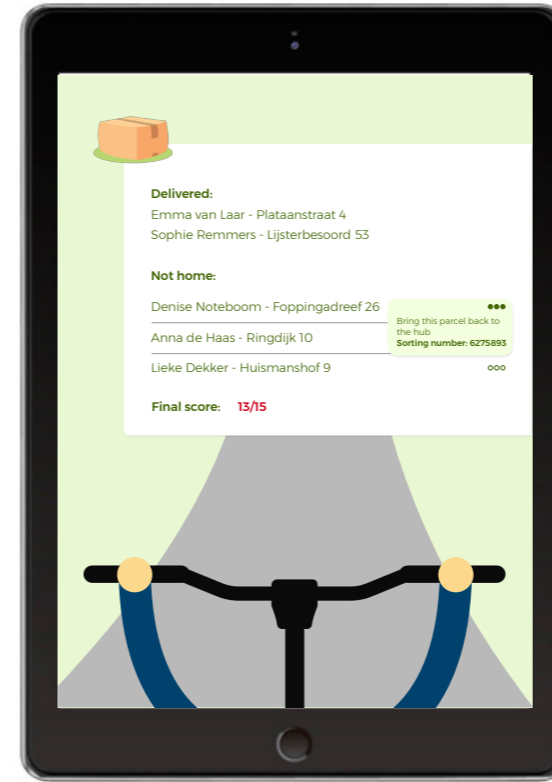 Delivered:
Emma van Laar - Plataanstraat 4
Sophie Remmers - Lijsterbesoord 53
Not home:
Denise Noteboom - Foppingadreef 26
Bring this parcel back to
the hub
Sorting number: 6275893
Anna de Haas - Ringdijk 10
Lieke Dekker - Huismanshof 9
Final score: 13/15